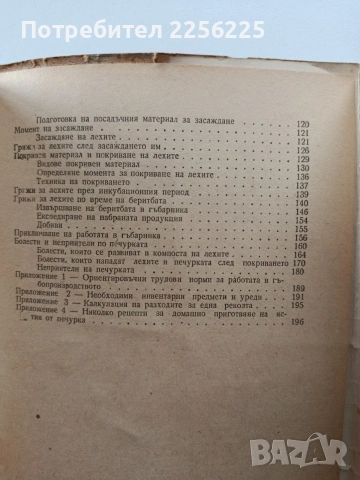 Потребител 2256225
Подготовка на посадъчния материал за засаждане . . . 120
Момент на засаждане . . . 121
Засаждане на лехите . . . 121
Грижи за лехите след засаждането им . . . 126
Покривен материал и покриване на лехите . . . 129
Видове покривен материал . . . 130
Определяне момента за покриване на лехите . . . 136
Техника на покриването . . . 137
Грижи за лехите през инкубационния период . . . 139
Грижи за лехите по време на беритбата . . . 140
Извършване на беритбата в гъбарника . . . 146
Експедиране на набраната продукция . . . 154
Добиви . . . 155
Приключване на работата в гъбарника . . . 156
Болести и неприятели по печурката . . . 160
Болести, които се развиват в компоста на лехите . . . 164
Болести, които нападат лехите и печурката след покриването 170
Неприятели на печурката . . . 180
Приложение 1 — Ориентировъчни трудови норми за работата в гъ-
бопроизводството . . . 189
Приложение 2 — Необходими инвентарни предмети и уреди . . . 191
Приложение 3 — Калкулация на разходите за една реколта . . . 195
Приложение 4 — Няколко рецепти за домашно приготвяне на яс-
тия от печурка . . . 196
BAZAR